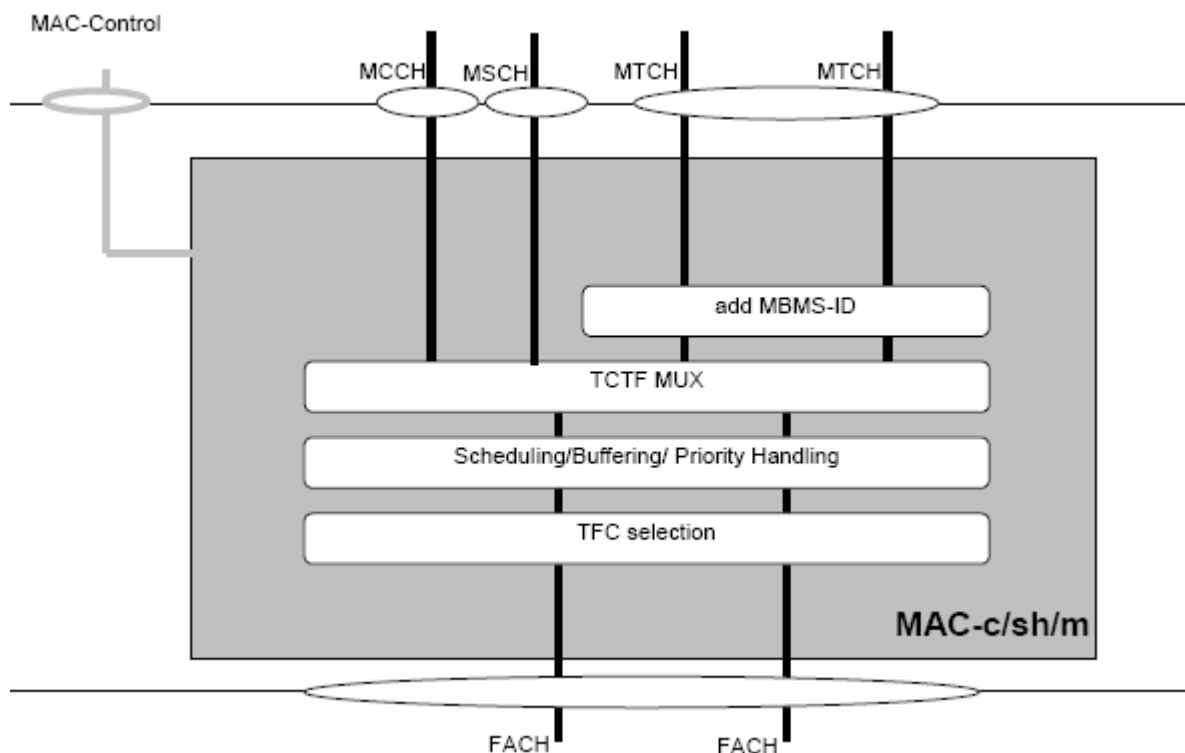 MAC-Control
MCCH
MSCH
MTCH
MTCH
add MBMS-ID
TCTF MUX
Scheduling/Buffering/ Priority Handling
TFC selection
MAC-c/sh/m
FACH
FACH